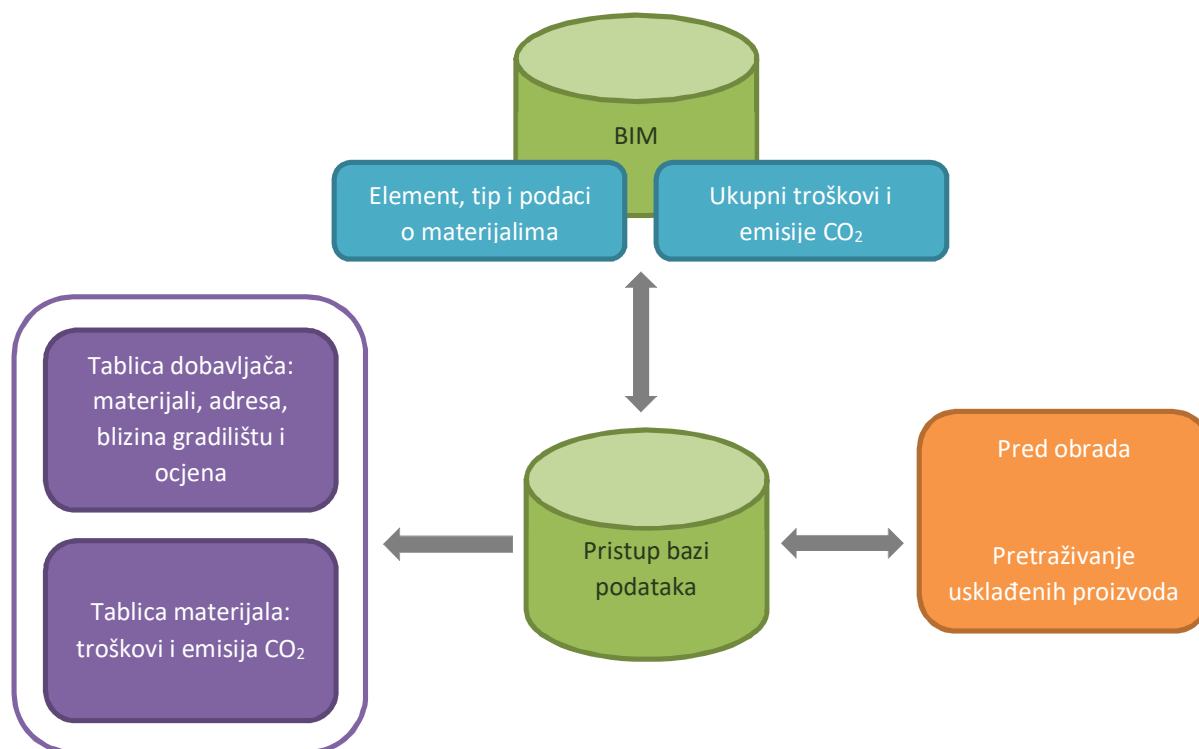 BIM
Element, tip i podaci
o materijalima
Ukupni troškovi i
emisije CO₂
Tablica dobavljača:
materijali, adresa,
blizina gradilištu i
ocjena
Tablica materijala:
troškovi i emisija CO₂
Pristup bazi
podataka
Pred obrada
Pretraživanje
usklađenih proizvoda